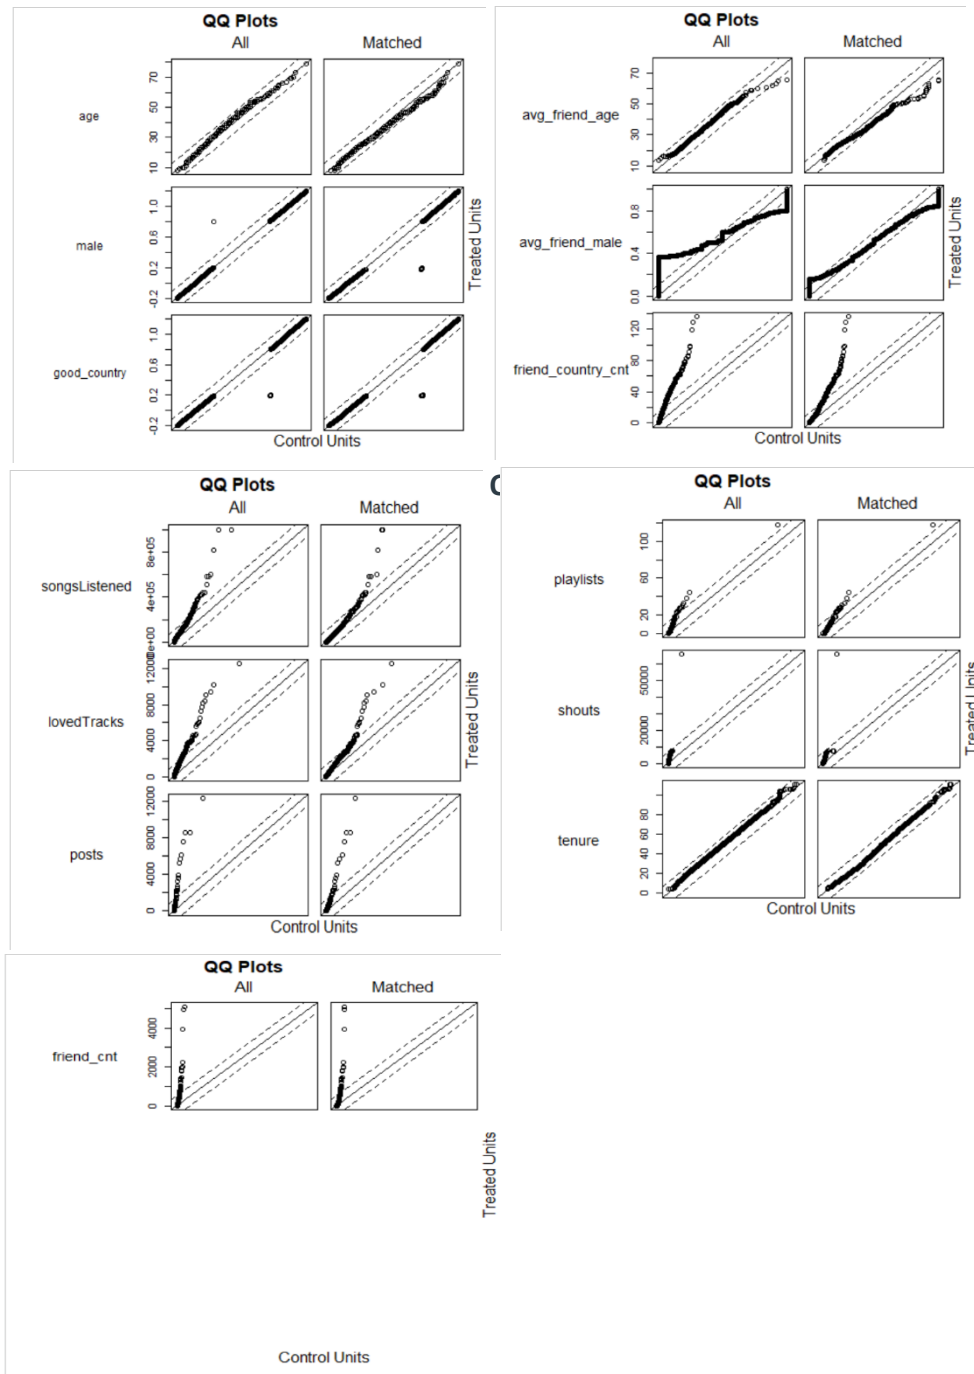 QQ Plots
All Matched
age
70
50
30
10
male
1.0
0.6
0.2
-0.2
good_country
1.0
0.6
0.2
-0.2
Control Units
Treated Units
QQ Plots
All Matched
avg_friend_age
70
50
30
10
avg_friend_male
0.8
0.4
0.0
friend_country_cnt
120
80
40
0
Control Units
Treated Units
QQ Plots
All Matched
songsListened
8e+05
4e+05
0e+00
lovedTracks
12000
8000
4000
0
posts
12000
8000
4000
0
Control Units
Treated Units
QQ Plots
All Matched
playlists
100
60
20
0
shouts
50000
20000
0
tenure
80
60
40
20
0
Control Units
Treated Units
QQ Plots
All Matched
friend_cnt
4000
2000
0
Control Units
Treated Units